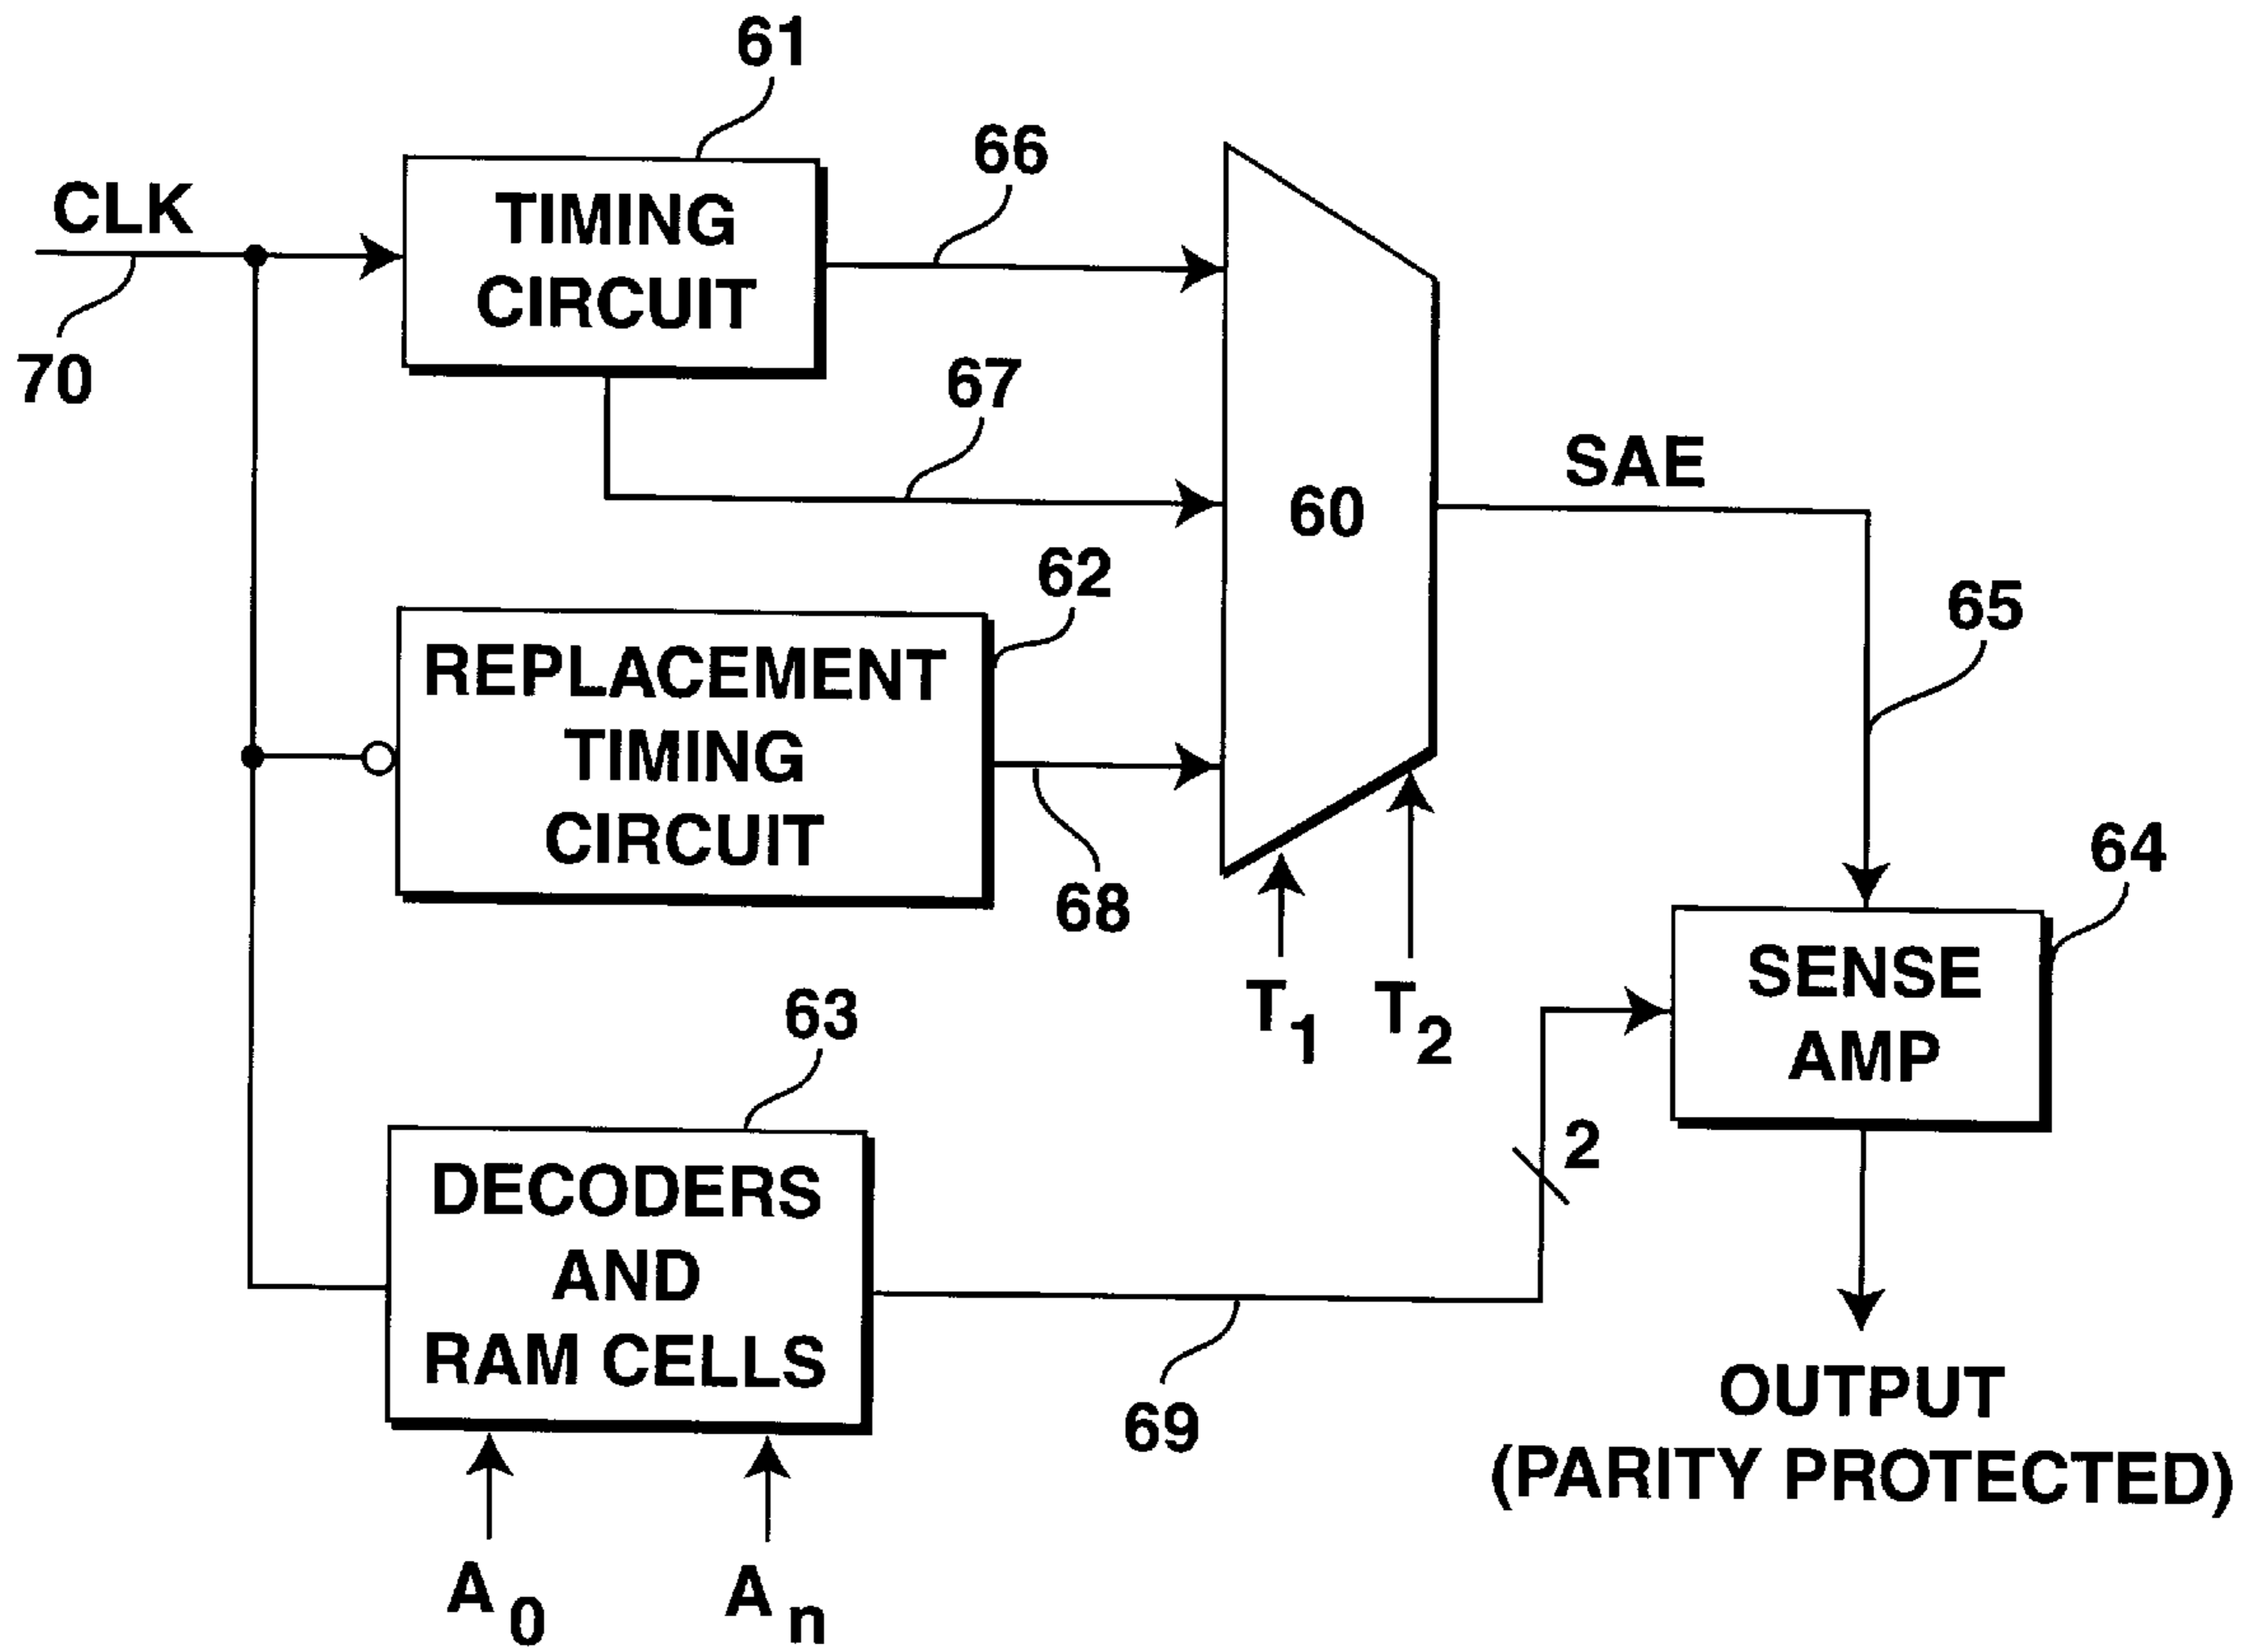 61
66
CLK
TIMING
CIRCUIT
70
67
SAE
60
62
65
REPLACEMENT
TIMING
CIRCUIT
68
64
SENSE
AMP
T1
T2
63
2
DECODERS
AND
RAM CELLS
69
OUTPUT
(PARITY PROTECTED)
A0
An